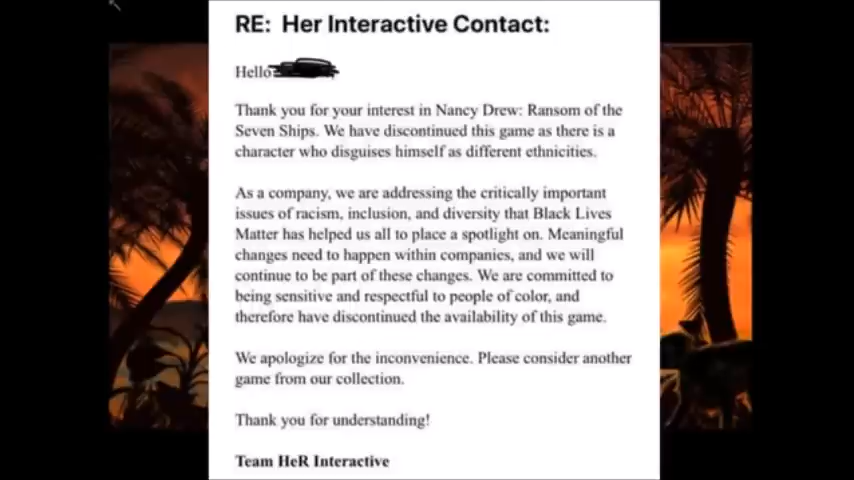 RE: Her Interactive Contact:
Hello
Thank you for your interest in Nancy Drew: Ransom of the
Seven Ships. We have discontinued this game as there is a
character who disguises himself as different ethnicities.
As a company, we are addressing the critically important
issues of racism, inclusion, and diversity that Black Lives
Matter has helped us all to place a spotlight on. Meaningful
changes need to happen within companies, and we will
continue to be part of these changes. We are committed to
being sensitive and respectful to people of color, and
therefore have discontinued the availability of this game.
We apologize for the inconvenience. Please consider another
game from our collection.
Thank you for understanding!
Team HeR Interactive